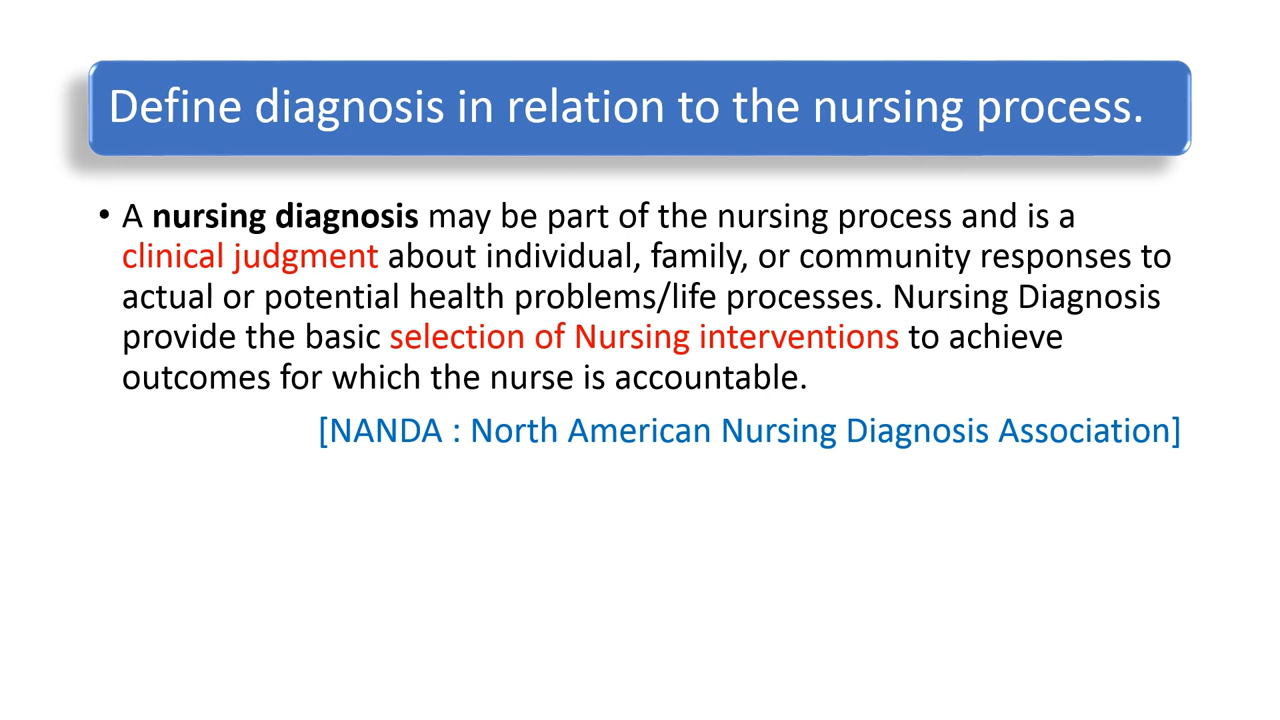 Define diagnosis in relation to the nursing process.
• A nursing diagnosis may be part of the nursing process and is a
clinical judgment about individual, family, or community responses to
actual or potential health problems/life processes. Nursing Diagnosis
provide the basic selection of Nursing interventions to achieve
outcomes for which the nurse is accountable.
[NANDA : North American Nursing Diagnosis Association]